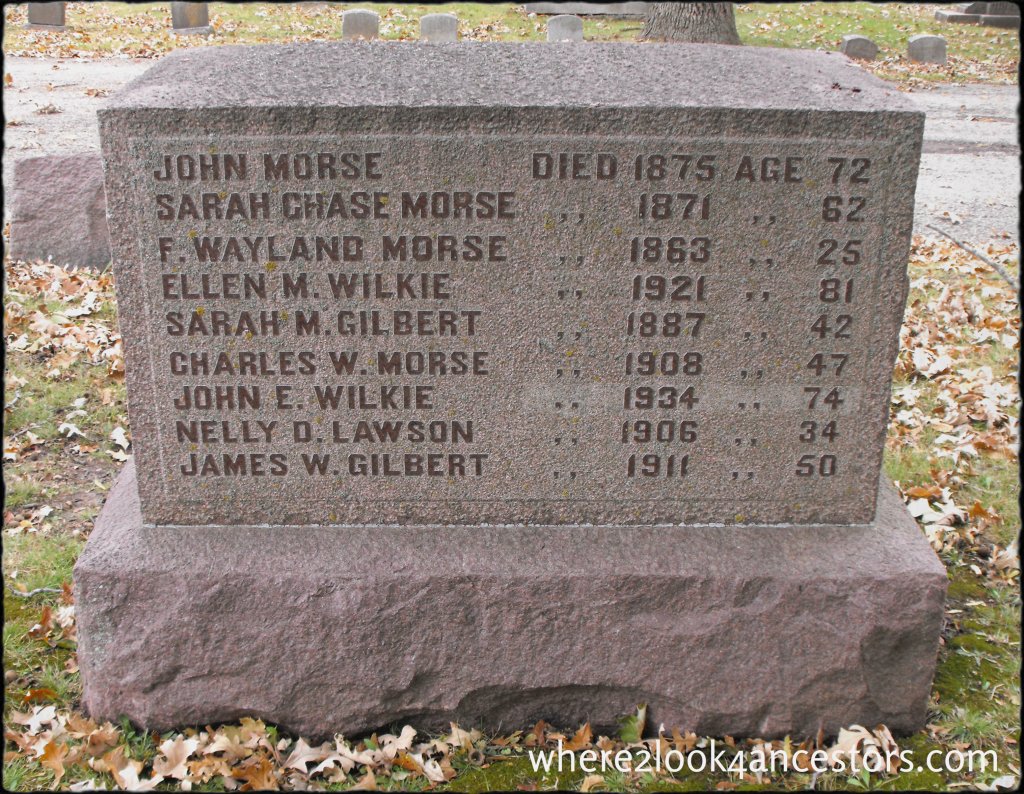 JOHN MORSE DIED 1875 AGE 72
SARAH CHASE MORSE ,, 1871 ,, 62
F. WAYLAND MORSE ,, 1863 ,, 25
ELLEN M. WILKIE ,, 1921 ,, 81
SARAH M. GILBERT ,, 1887 ,, 42
CHARLES W. MORSE ,, 1908 ,, 47
JOHN E. WILKIE ,, 1934 ,, 74
NELLY D. LAWSON ,, 1906 ,, 34
JAMES W. GILBERT ,, 1911 ,, 50
where2look4ancestors.com